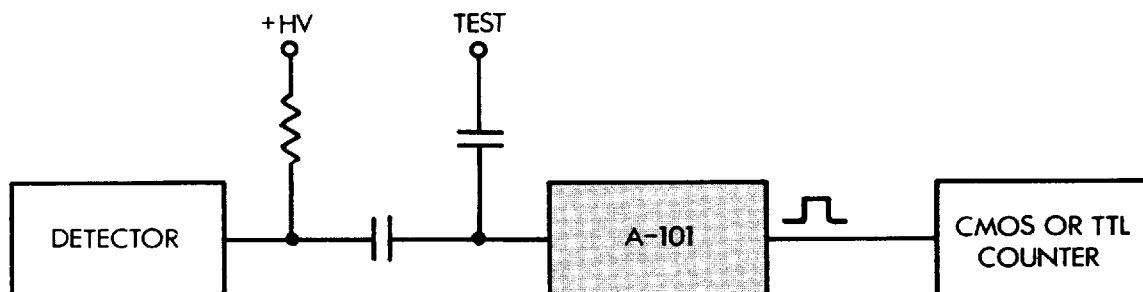 +HV
TEST
DETECTOR
A-101
CMOS OR TTL
COUNTER